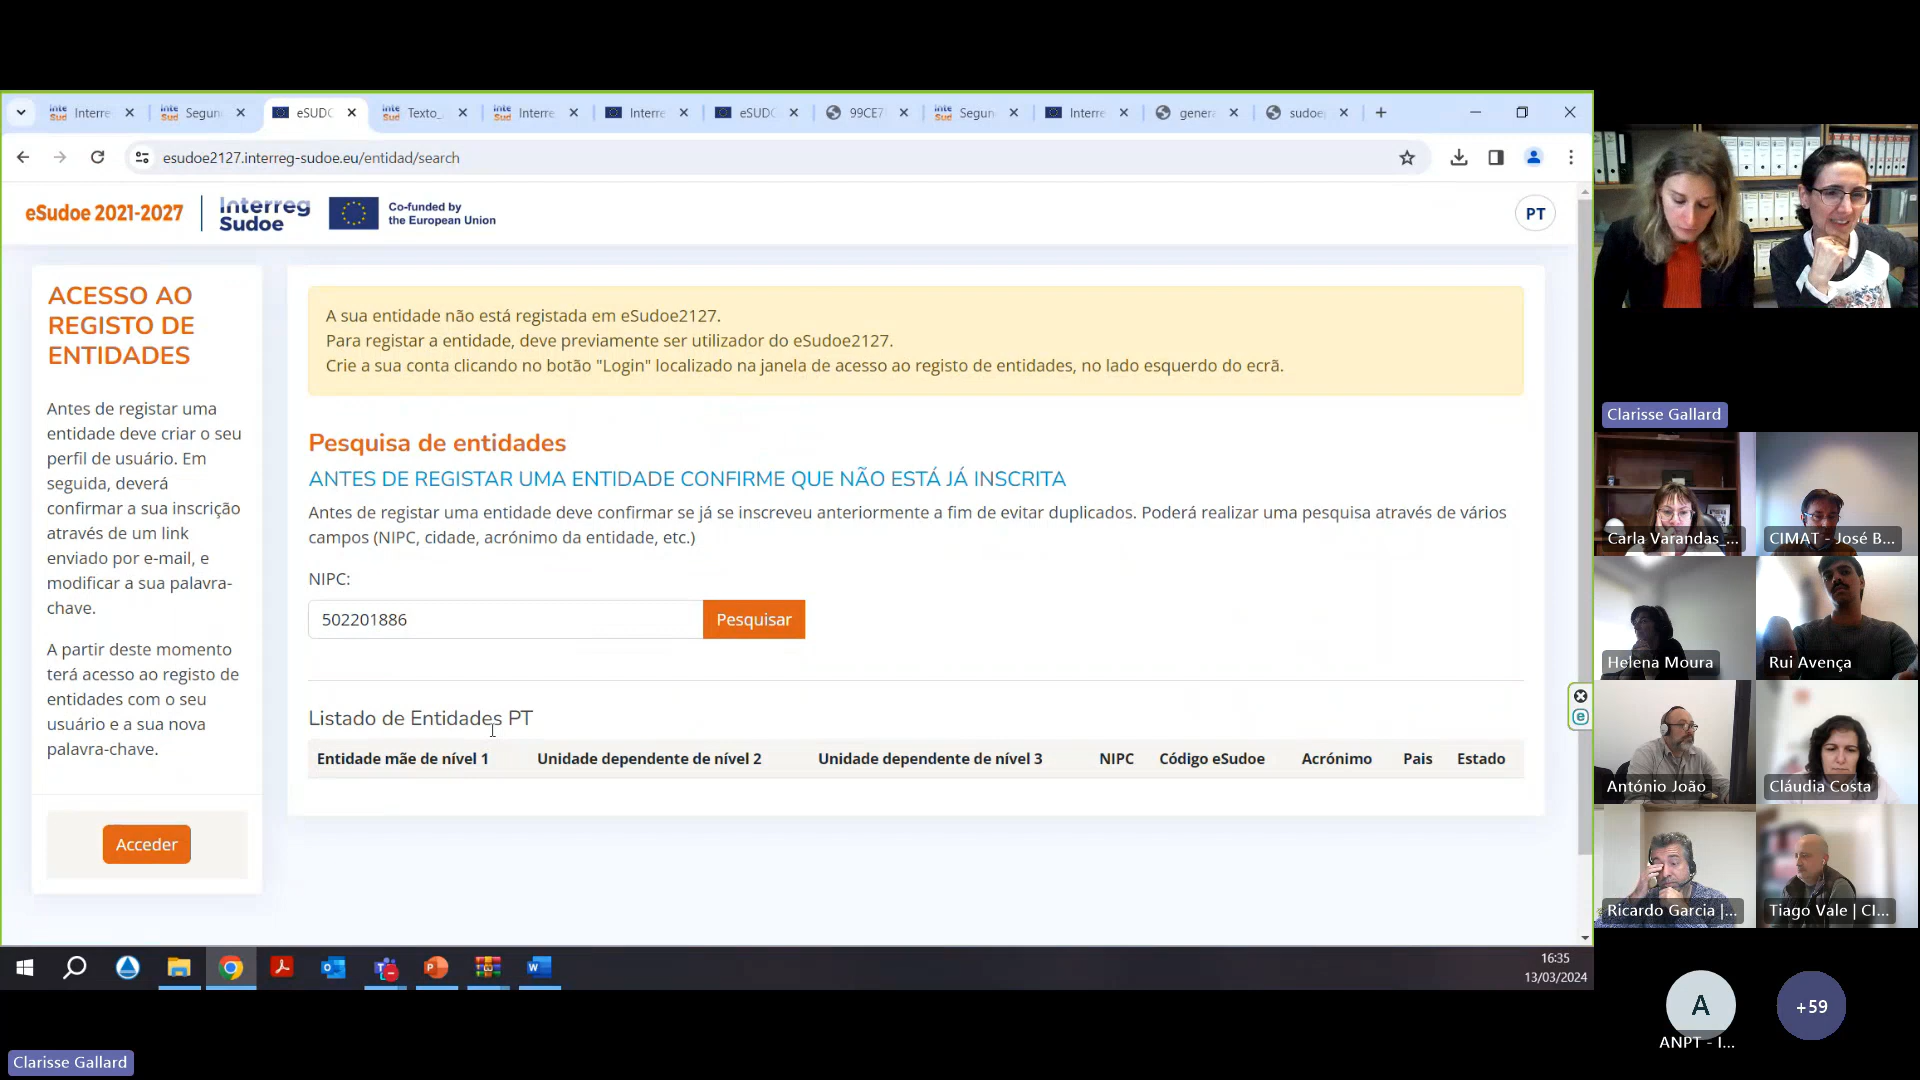 Interre
Segun
eSUDO
Texto_
Interre
Interre
eSUDO
99CE7
Segun
Interre
genera
sudoe
esudoe2127.interreg-sudoe.eu/entidad/search
eSudoe 2021-2027
Interreg
Sudoe
Co-funded by
the European Union
PT
ACESSO AO
REGISTO DE
ENTIDADES
Antes de registar uma
entidade deve criar o seu
perfil de usuário. Em
seguida, deverá
confirmar a sua inscrição
através de um link
enviado por e-mail, e
modificar a sua palavra-
chave.
A partir deste momento
terá acesso ao registo de
entidades com o seu
usuário e a sua nova
palavra-chave.
Acceder
A sua entidade não está registada em eSudoe2127.
Para registar a entidade, deve previamente ser utilizador do eSudoe2127.
Crie a sua conta clicando no botão "Login" localizado na janela de acesso ao registo de entidades, no lado esquerdo do ecrã.
Pesquisa de entidades
ANTES DE REGISTAR UMA ENTIDADE CONFIRME QUE NÃO ESTÁ JÁ INSCRITA
Antes de registar uma entidade deve confirmar se já se inscreveu anteriormente a fim de evitar duplicados. Poderá realizar uma pesquisa através de vários
campos (NIPC, cidade, acrónimo da entidade, etc.)
NIPC:
502201886
Pesquisar
Listado de Entidades PT
Entidade mãe de nível 1 Unidade dependente de nível 2 Unidade dependente de nível 3 NIPC Código eSudoe Acrónimo Pais Estado
16:35
13/03/2024
Clarisse Gallard
Carla Varandas_...
CIMAT - José B...
Helena Moura
Rui Avença
António João
Cláudia Costa
Ricardo Garcia |...
Tiago Vale | CI...
A
ANPT - I...
+59
Clarisse Gallard